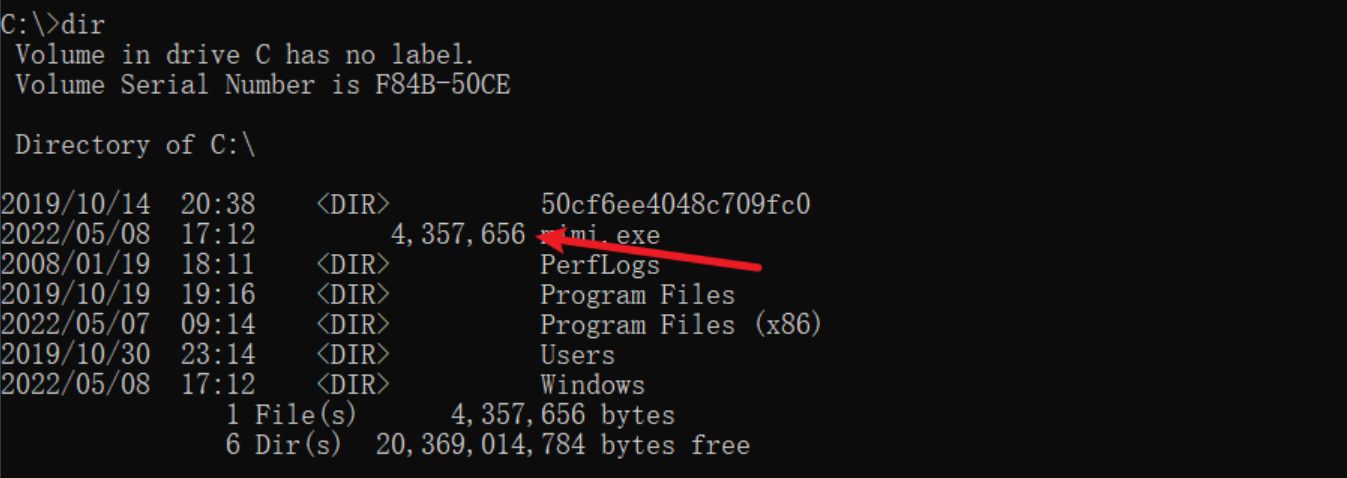 C:\>dir
Volume in drive C has no label.
Volume Serial Number is F84B-50CE
Directory of C:\
2019/10/14 20:38 <DIR> 50cf6ee4048c709fc0
2022/05/08 17:12 4,357,656 mimi.exe
2008/01/19 18:11 <DIR> PerfLogs
2019/10/19 19:16 <DIR> Program Files
2022/05/07 09:14 <DIR> Program Files (x86)
2019/10/30 23:14 <DIR> Users
2022/05/08 17:12 <DIR> Windows
1 File(s) 4,357,656 bytes
6 Dir(s) 20,369,014,784 bytes free